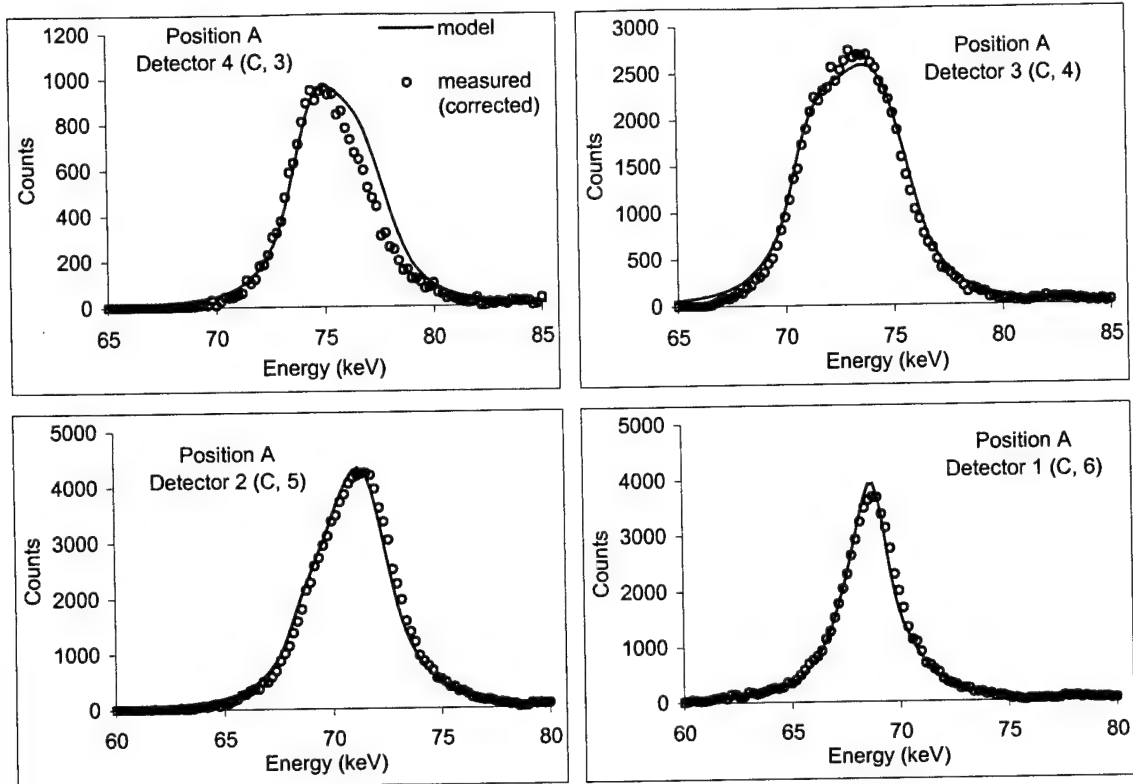 Position A
Detector 4 (C, 3)
model
measured
(corrected)
Counts
1200
1000
800
600
400
200
0
65
70
75
80
85
Energy (keV)
Position A
Detector 3 (C, 4)
Counts
3000
2500
2000
1500
1000
500
0
65
70
75
80
85
Energy (keV)
Position A
Detector 2 (C, 5)
Counts
5000
4000
3000
2000
1000
0
60
65
70
75
80
Energy (keV)
Position A
Detector 1 (C, 6)
Counts
5000
4000
3000
2000
1000
0
60
65
70
75
80
Energy (keV)